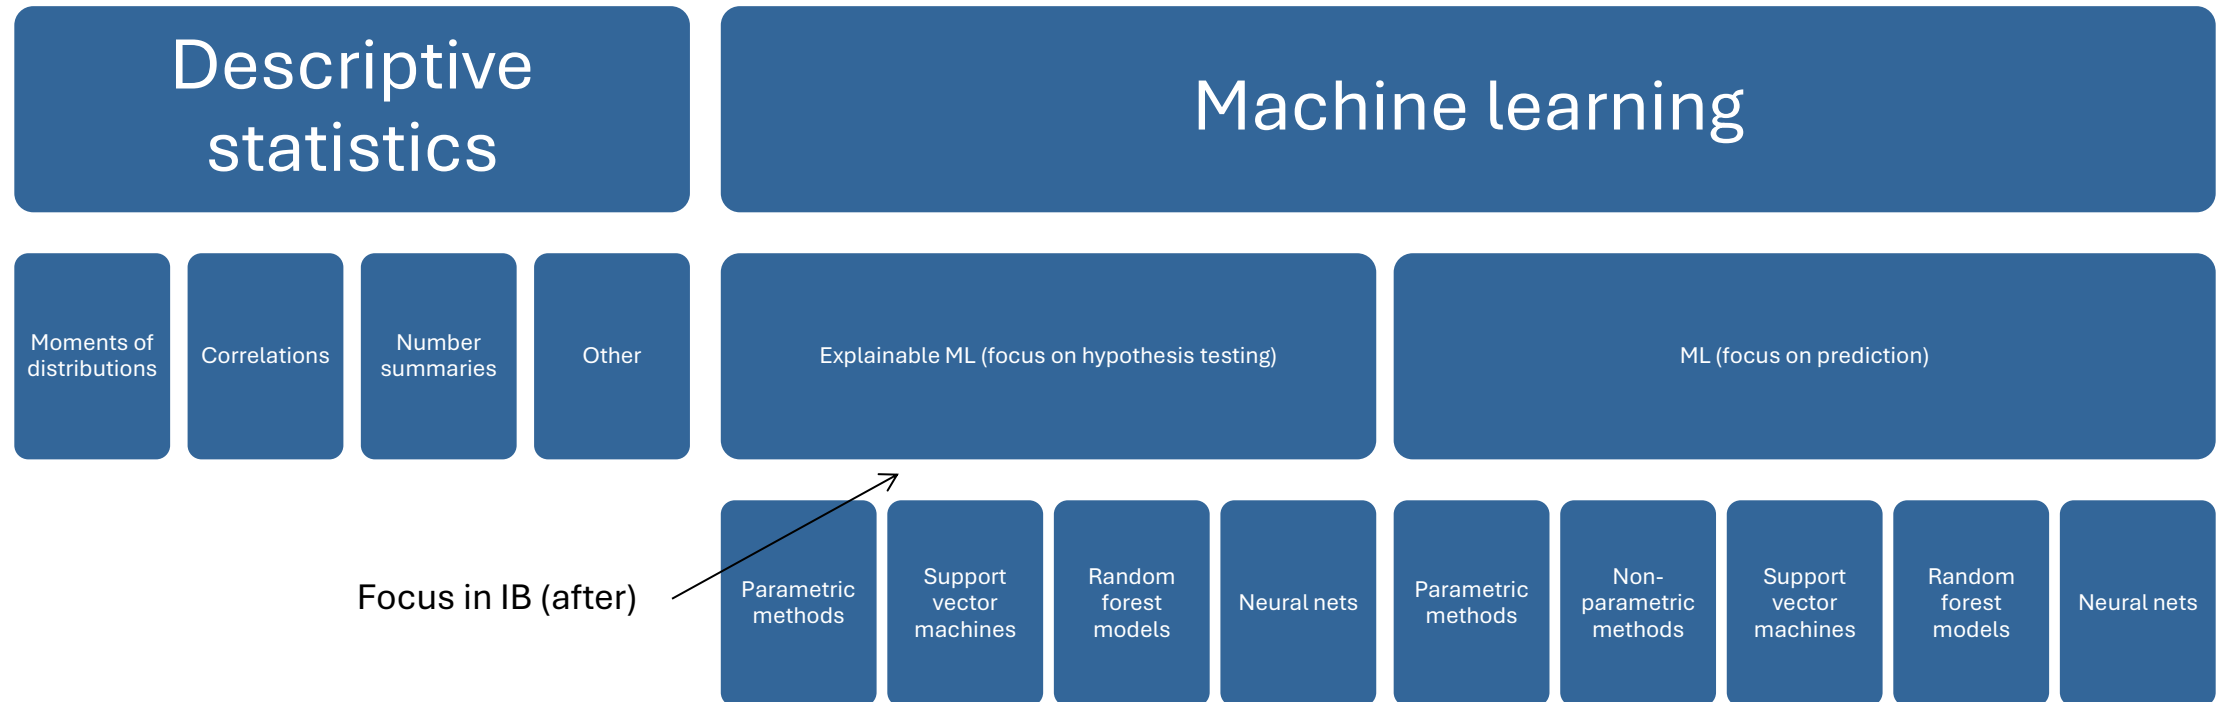 Descriptive
statistics
Machine learning
Moments of
distributions
Correlations
Number
summaries
Other
Explainable ML (focus on hypothesis testing)
ML (focus on prediction)
Focus in IB (after)
Parametric
methods
Support
vector
machines
Random
forest
models
Neural nets
Parametric
methods
Non-
parametric
methods
Support
vector
machines
Random
forest
models
Neural nets